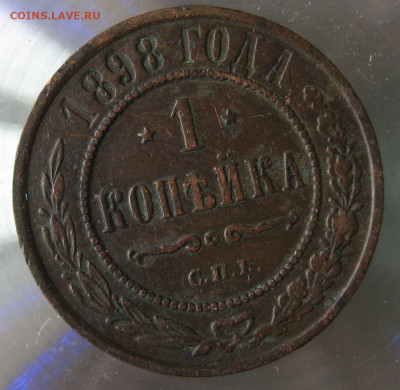 COINS.LAVE.RU
1898 ГОДА
1
КОПѢЙКА
С.П.Б.